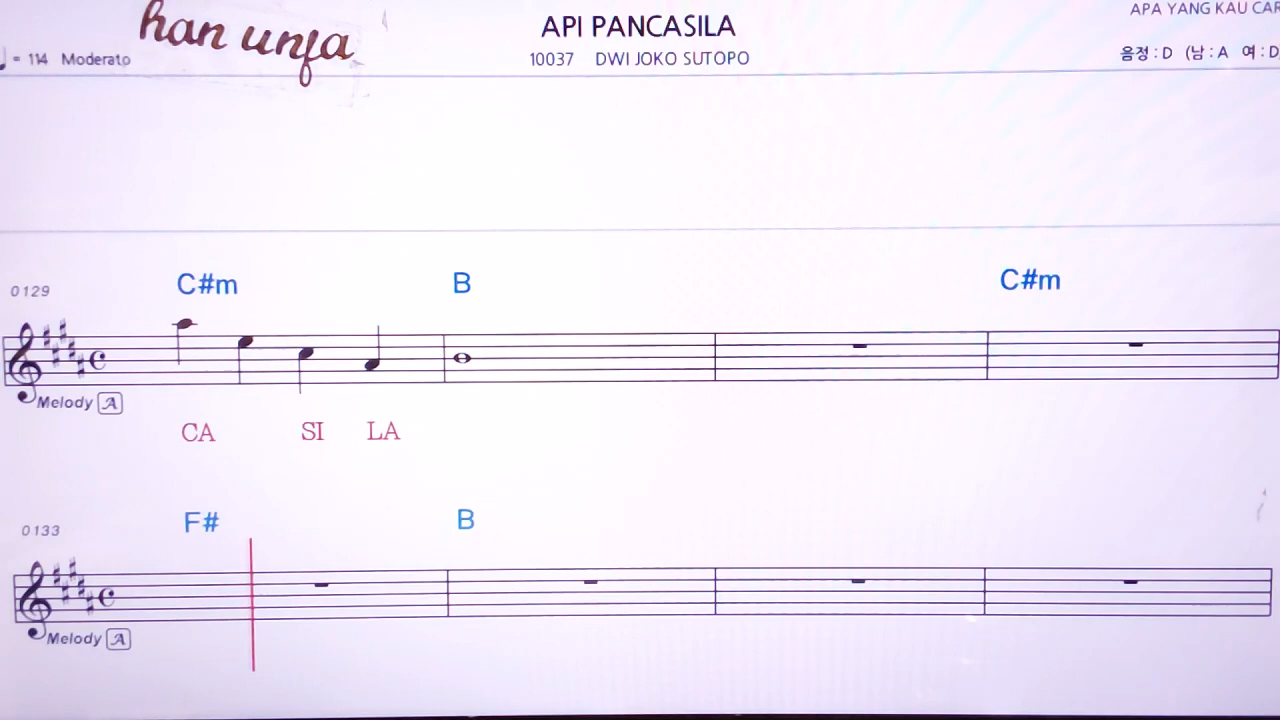 han unfa
API PANCASILA
APA YANG KAU CAR
♩ = 114 Moderato
10037 DWI JOKO SUTOPO
음정 : D (남 : A 여 : D
C#m B C#m
0129
Melody A
CA SI LA
F# B
0133
Melody A